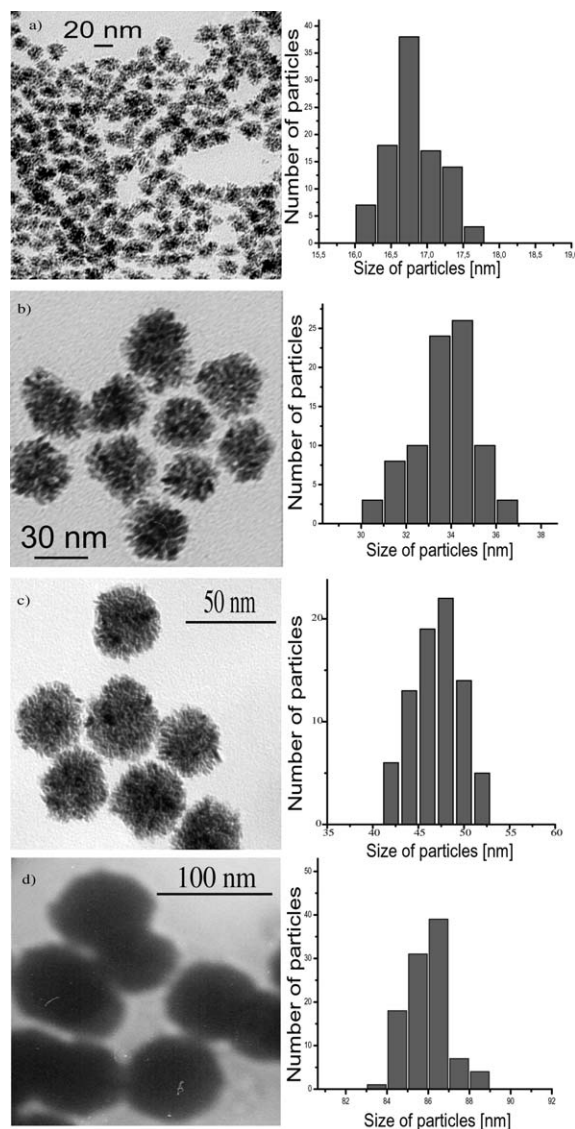 a)
20 nm
Number of particles
40
35
30
25
20
15
10
5
0
15,5 16,0 16,5 17,0 17,5 18,0 18,5 19,0
Size of particles [nm]
b)
30 nm
Number of particles
25
20
15
10
5
0
30 32 34 36 38
Size of particles [nm]
c)
50 nm
Number of particles
20
10
0
35 40 45 50 55 60
Size of particles [nm]
d)
100 nm
Number of particles
50
40
30
20
10
0
82 84 86 88 90 92
Size of particles [nm]